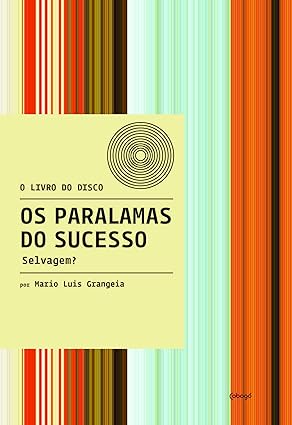 O LIVRO DO DISCO
OS PARALAMAS
DO SUCESSO
Selvagem?
por Mario Luis Grangeia
Cobogó